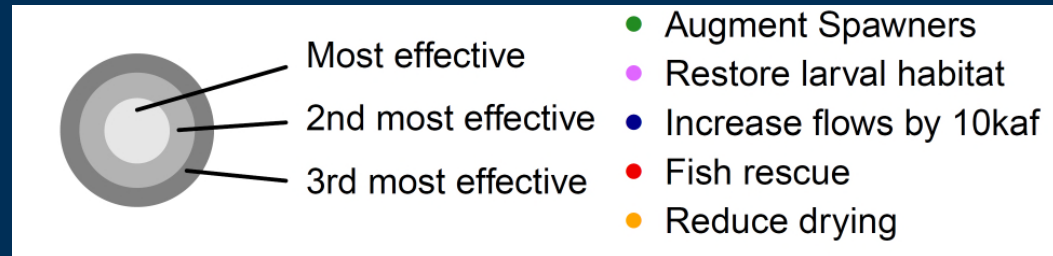 Most effective
2nd most effective
3rd most effective
Augment Spawners
Restore larval habitat
Increase flows by 10kaf
Fish rescue
Reduce drying